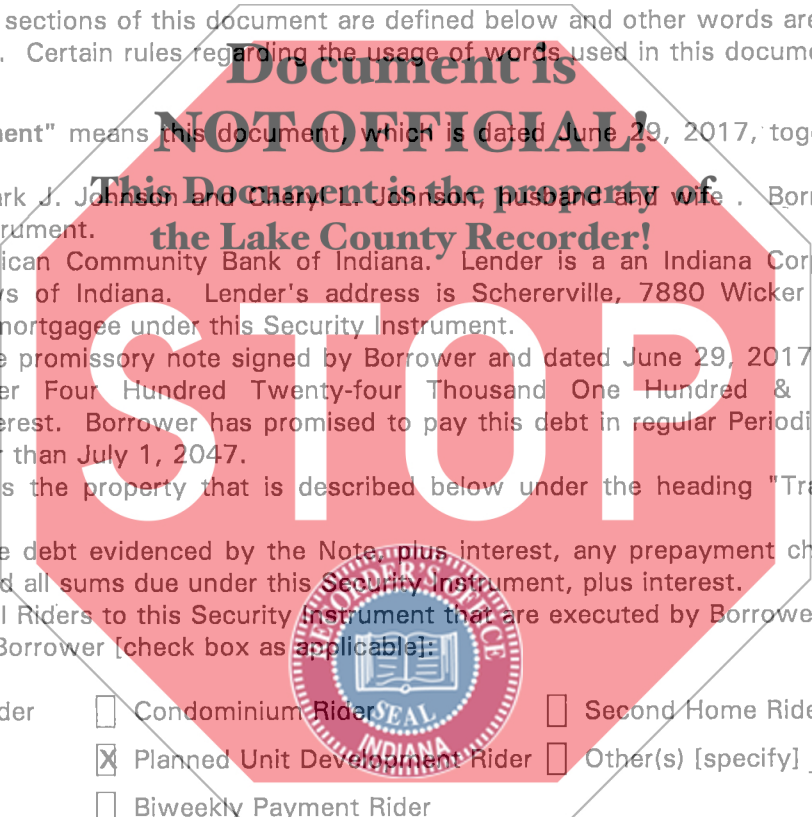 sections of this document are defined below and other words are
. Certain rules regarding the usage of words used in this docume
Document is
ment" means this document, which is dated June 29, 2017, tog
NOT OFFICIAL!
ark J. Johnson and Cheryl L. Johnson, husband and wife . Borr
This Document is the property of
rument.
the Lake County Recorder!
ican Community Bank of Indiana. Lender is a an Indiana Cor
ws of Indiana. Lender's address is Schererville, 7880 Wicker
mortgagee under this Security Instrument.
e promissory note signed by Borrower and dated June 29, 2017
er Four Hundred Twenty-four Thousand One Hundred &
erest. Borrower has promised to pay this debt in regular Periodi
r than July 1, 2047.
STOP
s the property that is described below under the heading "Tra
e debt evidenced by the Note, plus interest, any prepayment ch
d all sums due under this Security Instrument, plus interest.
l Riders to this Security Instrument that are executed by Borrowe
Borrower [check box as applicable]:
RECORDER'S OFFICE
SEAL
INDIANA
der Condominium Rider Second Home Ride
X Planned Unit Development Rider Other(s) [specify]
Biweekly Payment Rider